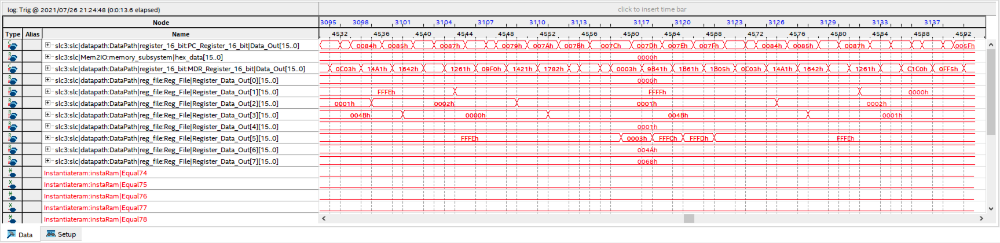 log: Trig @ 2021/07/26 21:24:48 (0:0:13.6 elapsed) click to insert time bar
Node 3095 3098 3101 3104 3107 3110 3113 3117 3120 3123 3126 3129 3133 3137
Type Alias Name 4532 4536 4540 4544 4548 4552 4556 4560 4564 4568 4572 4576 4580 4584 4588 4592
slc3:slc|datapath:DataPath|register_16_bit:PC_Register_16_bit|Data_Out[15..0] 0084h 0085h 0087h 0079h 007Ah 007Bh 007Ch 007Dh 007Eh 007Fh 0084h 0085h 0087h 006Fh
slc3:slc|Mem2IO:memory_subsystem|hex_data[15..0] 0000h
slc3:slc|datapath:DataPath|register_16_bit:MDR_Register_16_bit|Data_Out[15..0] 0C03h 14A1h 1642h 1261h 09F0h 1421h 1782h 0003h 9B41h 1B61h 1B05h 0C03h 14A1h 1642h 1261h C1C0h 0FF5h
slc3:slc|datapath:DataPath|reg_file:Reg_File|Register_Data_Out[0][15..0] 0000h
slc3:slc|datapath:DataPath|reg_file:Reg_File|Register_Data_Out[1][15..0] FFFEh FFFFh 0000h
slc3:slc|datapath:DataPath|reg_file:Reg_File|Register_Data_Out[2][15..0] 0001h 0002h 0001h 0002h
slc3:slc|datapath:DataPath|reg_file:Reg_File|Register_Data_Out[3][15..0] 004Bh 0000h 004Bh 0001h
slc3:slc|datapath:DataPath|reg_file:Reg_File|Register_Data_Out[4][15..0] 0001h
slc3:slc|datapath:DataPath|reg_file:Reg_File|Register_Data_Out[5][15..0] FFFEh 0003h FFFCh FFFDh FFFEh
slc3:slc|datapath:DataPath|reg_file:Reg_File|Register_Data_Out[6][15..0] 004Ah
slc3:slc|datapath:DataPath|reg_file:Reg_File|Register_Data_Out[7][15..0] 0068h
Instantiateram:instaRam|Equal74
Instantiateram:instaRam|Equal75
Instantiateram:instaRam|Equal76
Instantiateram:instaRam|Equal77
Instantiateram:instaRam|Equal78
Data Setup